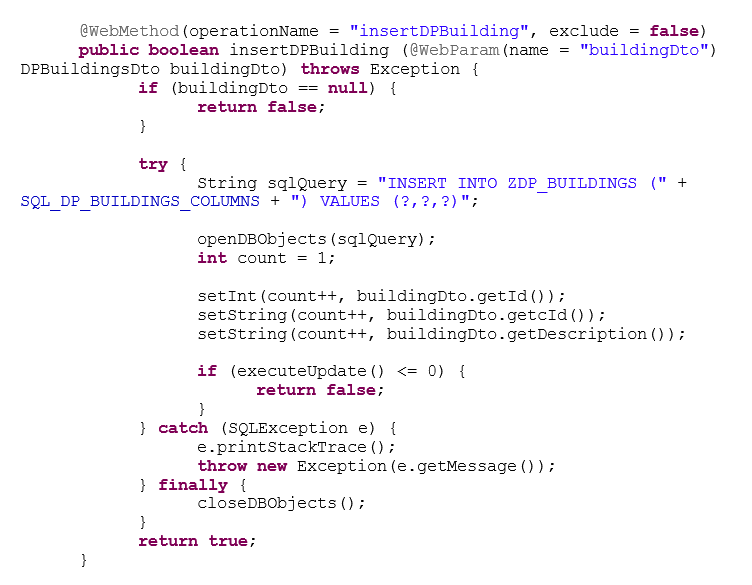 @WebMethod(operationName = "insertDPBuilding", exclude = false)
public boolean insertDPBuilding (@WebParam(name = "buildingDto")
DPBuildingsDto buildingDto) throws Exception {
if (buildingDto == null) {
return false;
}
try {
String sqlQuery = "INSERT INTO ZDP_BUILDINGS (" +
SQL_DP_BUILDINGS_COLUMNS + ") VALUES (?,?,?)";
openDBObjects(sqlQuery);
int count = 1;
setInt(count++, buildingDto.getId());
setString(count++, buildingDto.getcId());
setString(count++, buildingDto.getDescription());
if (executeUpdate() <= 0) {
return false;
}
} catch (SQLException e) {
e.printStackTrace();
throw new Exception(e.getMessage());
} finally {
closeDBObjects();
}
return true;
}